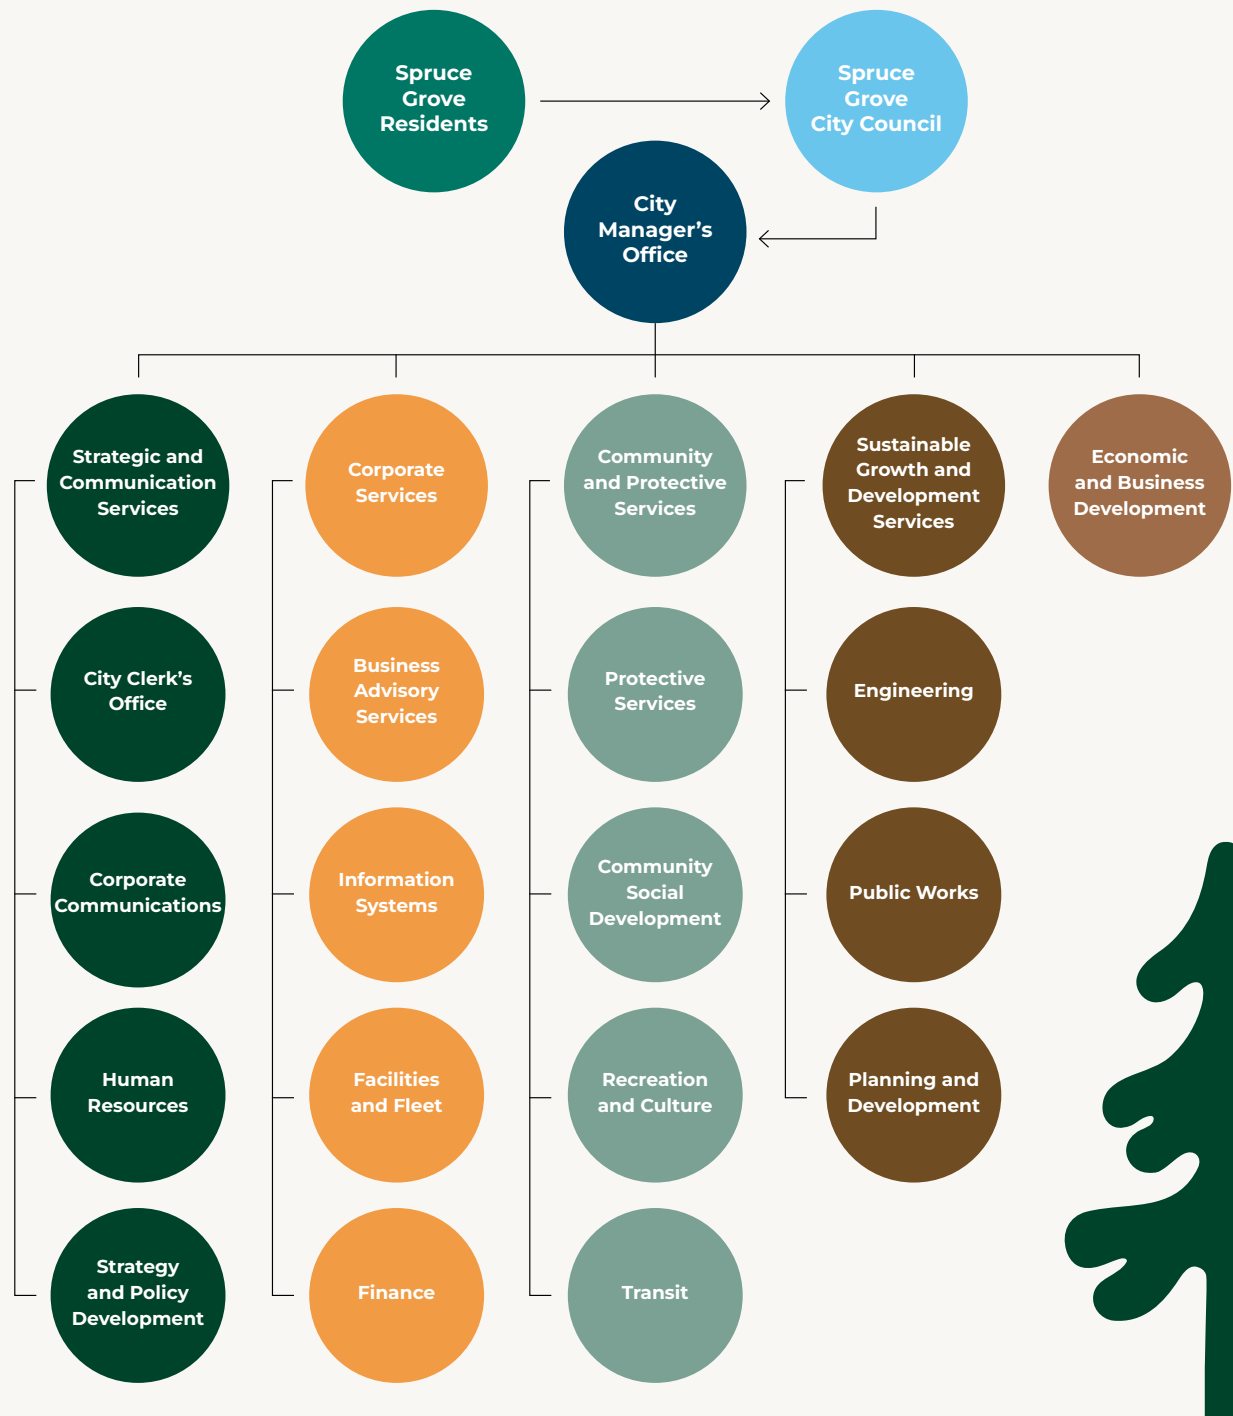 Spruce
Grove
Residents
Spruce
Grove
City Council
City
Manager’s
Office
Strategic and
Communication
Services
Corporate
Services
Community
and Protective
Services
Sustainable
Growth and
Development
Services
Economic
and Business
Development
City Clerk’s
Office
Business
Advisory
Services
Protective
Services
Engineering
Corporate
Communications
Information
Systems
Community
Social
Development
Public Works
Human
Resources
Facilities
and Fleet
Recreation
and Culture
Planning and
Development
Strategy
and Policy
Development
Finance
Transit